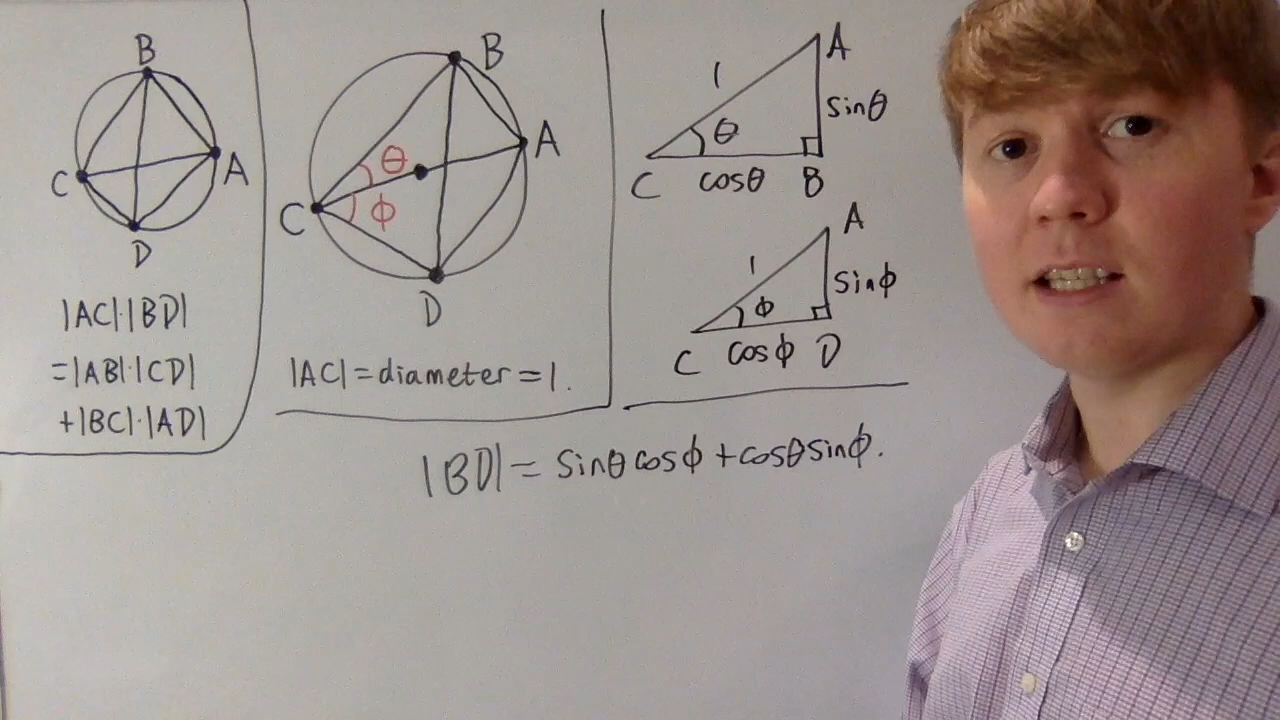 B
C
A
D
|AC|·|BD|
=|AB|·|CD|
+|BC|·|AD|
B
A
θ
C
ϕ
D
|AC|=diameter=1.
A
1
θ
sinθ
C
cosθ
B
A
1
ϕ
sinϕ
C
cosϕ
D
|BD|= sinθcosϕ+cosθsinϕ.